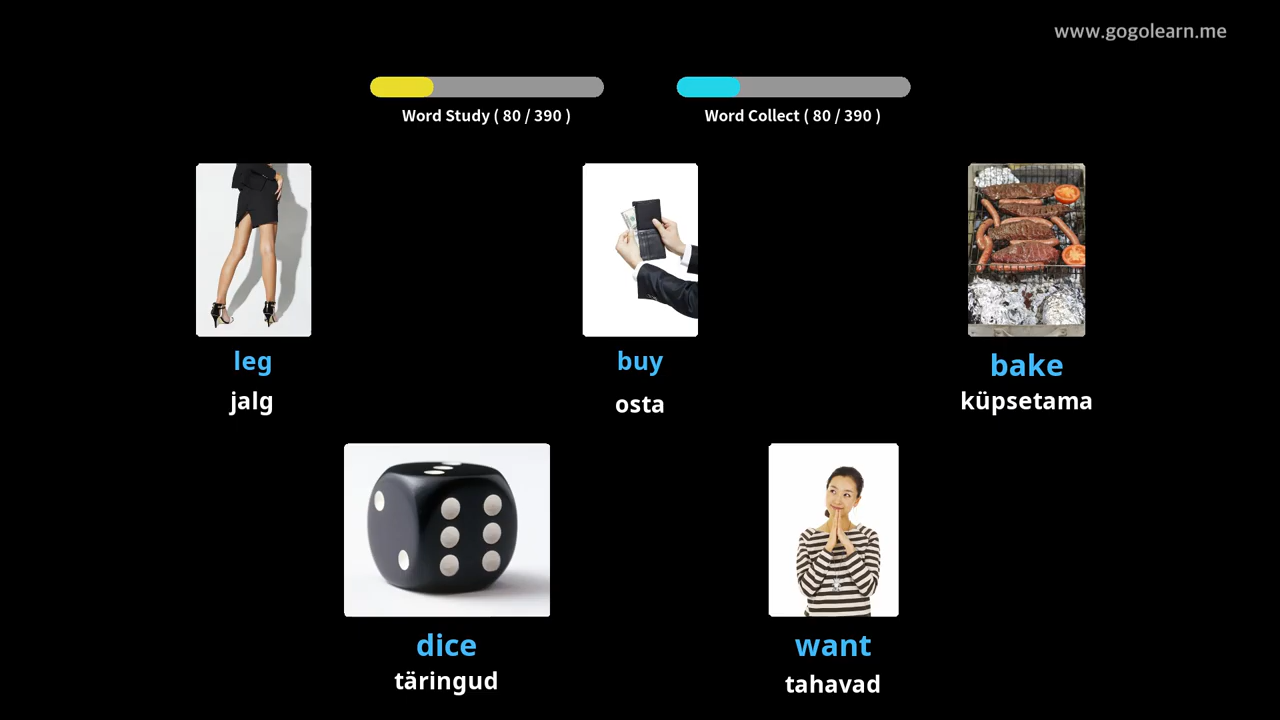 www.gogolearn.me
Word Study ( 80 / 390 )
Word Collect ( 80 / 390 )
leg
jalg
buy
osta
bake
küpsetama
dice
täringud
want
tahavad